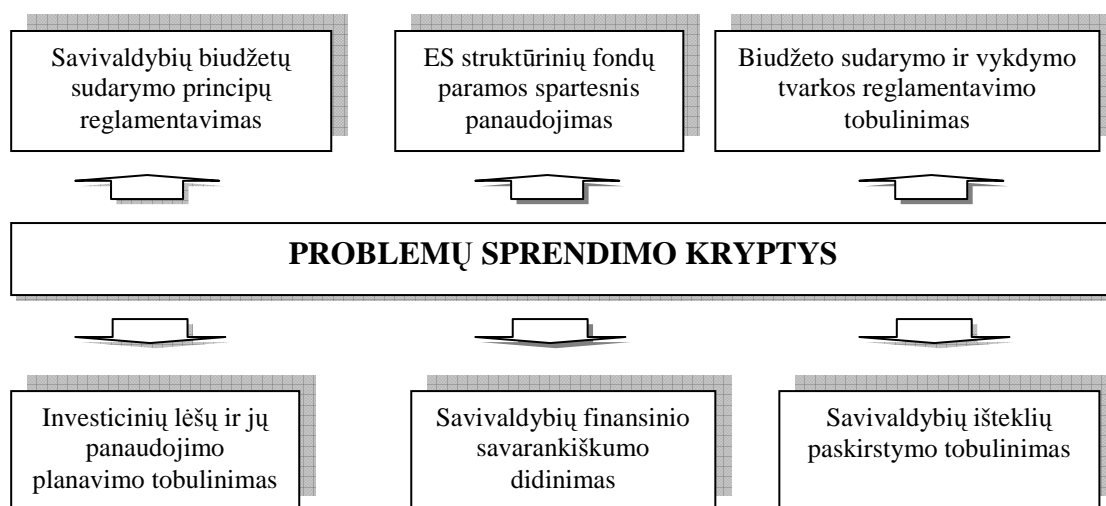 Savivaldybių biudžetų
sudarymo principų
reglamentavimas
ES struktūrinių fondų
paramos spartesnis
panaudojimas
Biudžeto sudarymo ir vykdymo
tvarkos reglamentavimo
tobulinimas
PROBLEMŲ SPRENDIMO KRYPTYS
Investicinių lėšų ir jų
panaudojimo
planavimo tobulinimas
Savivaldybių finansinio
savarankiškumo
didinimas
Savivaldybių išteklių
paskirstymo tobulinimas